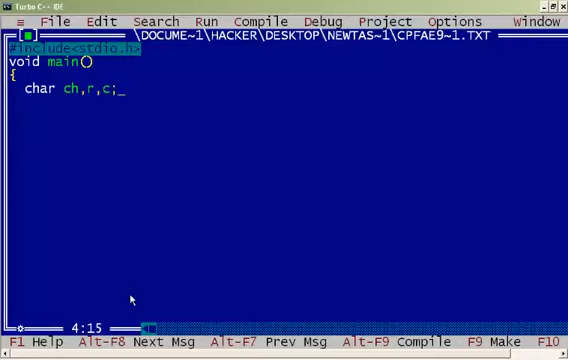 Turbo C++ IDE
≡ File Edit Search Run Compile Debug Project Options Window
\DOCUME~1\HACKER\DESKTOP\NEWTAS~1\CPFAE9~1.TXT
#include<stdio.h>
void main()
{
char ch,r,c;_
4:15
F1 Help Alt-F8 Next Msg Alt-F7 Prev Msg Alt-F9 Compile F9 Make F10